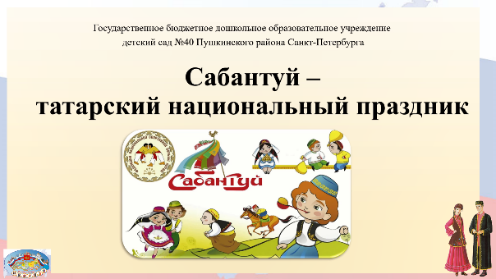 Государственное бюджетное дошкольное образовательное учреждение
детский сад №40 Пушкинского района Санкт-Петербурга
Сабантуй –
татарский национальный праздник
Сабантуй